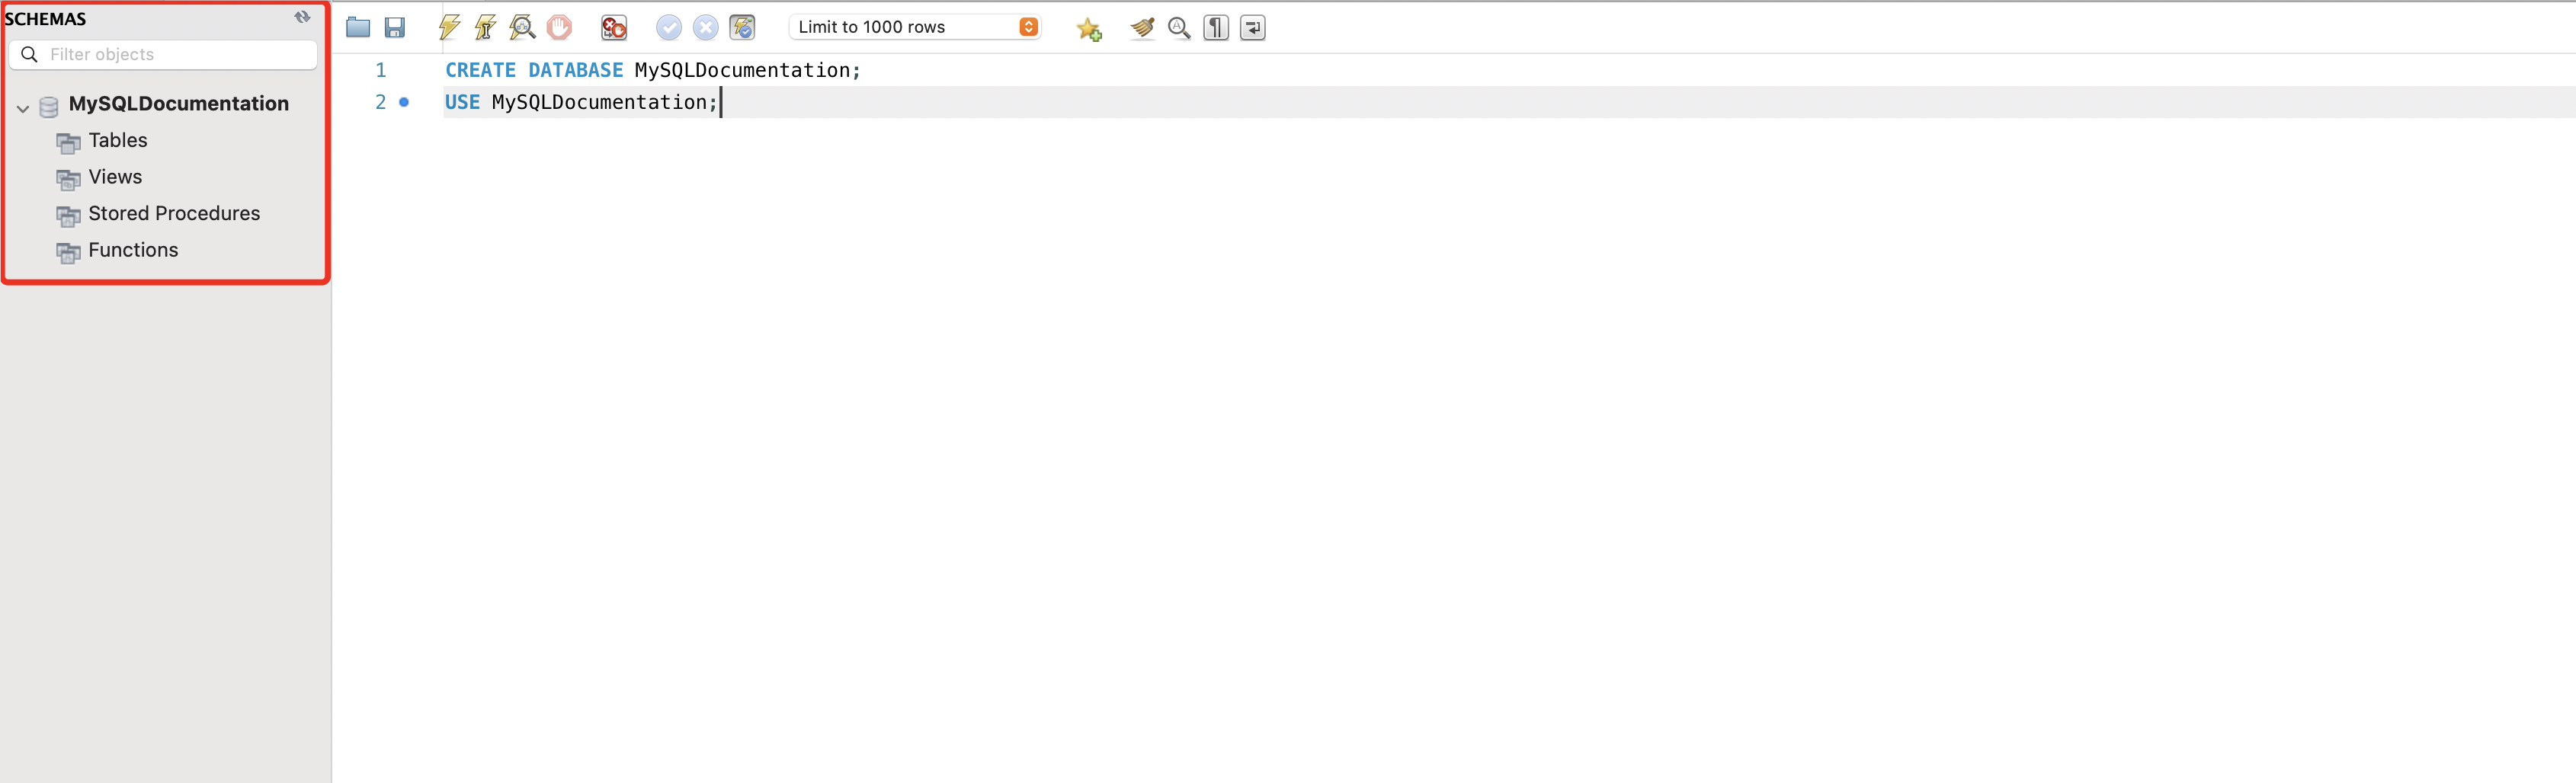 SCHEMAS
Filter objects
MySQLDocumentation
Tables
Views
Stored Procedures
Functions
Limit to 1000 rows
1 CREATE DATABASE MySQLDocumentation;
2 USE MySQLDocumentation;